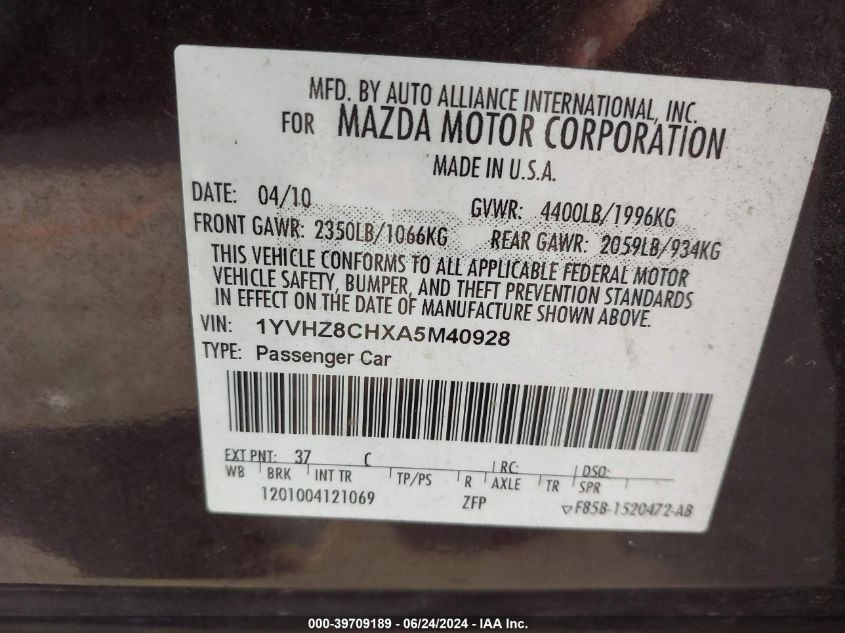 MFD. BY AUTO ALLIANCE INTERNATIONAL, INC.
FOR MAZDA MOTOR CORPORATION
MADE IN U.S.A.
DATE: 04/10 GVWR: 4400LB/1996KG
FRONT GAWR: 2350LB/1066KG REAR GAWR: 2059LB/934KG
THIS VEHICLE CONFORMS TO ALL APPLICABLE FEDERAL MOTOR
VEHICLE SAFETY, BUMPER, AND THEFT PREVENTION STANDARDS
IN EFFECT ON THE DATE OF MANUFACTURE SHOWN ABOVE.
VIN: 1YVHZ8CHXA5M40928
TYPE: Passenger Car
EXT PNT: 37 C RC: DSO:
WB BRK INT TR TP/PS R AXLE TR SPR
1201004121069 ZFP ▽F85B-1520472-AB
000-39709189 - 06/24/2024 - IAA Inc.